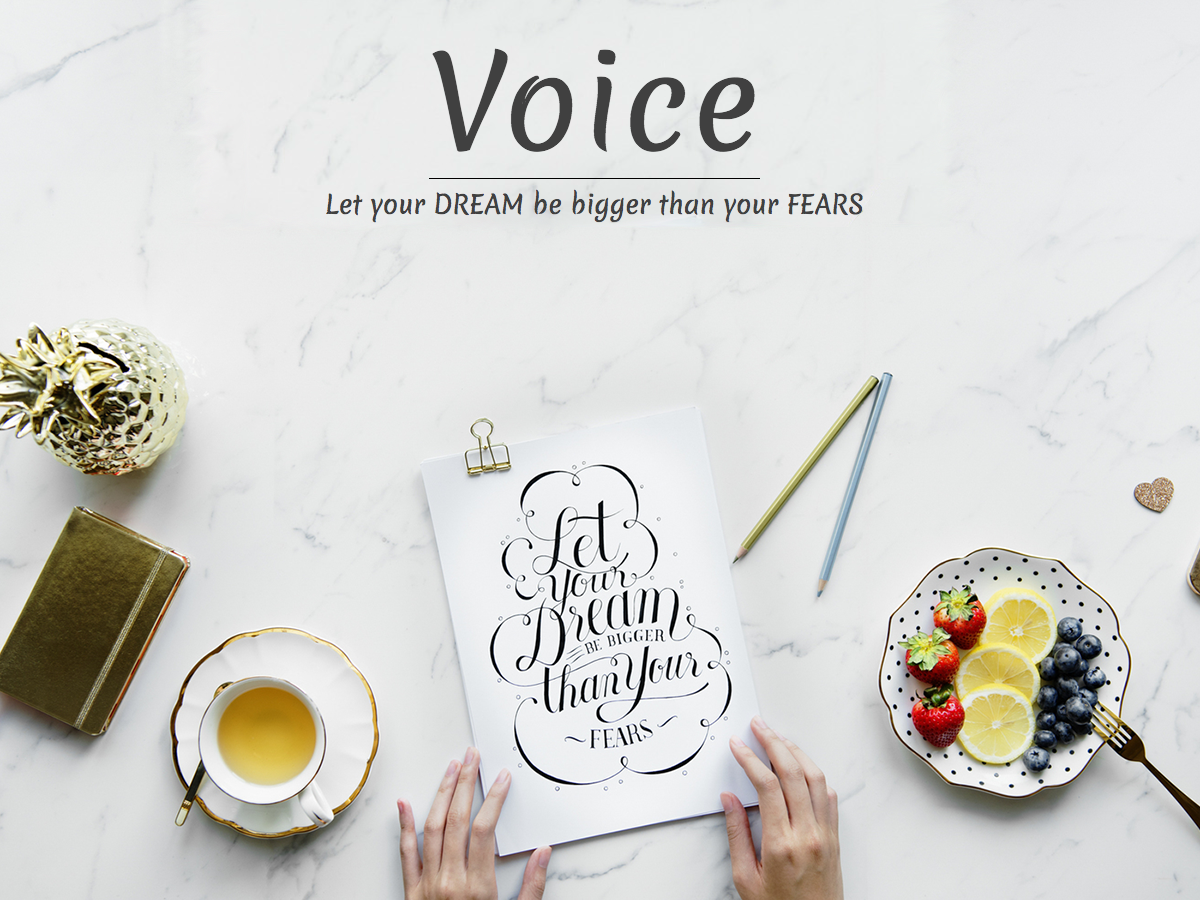 Voice
Let your DREAM be bigger than your FEARS
Let
Your
Dream
BE BIGGER
than Your
~FEARS~